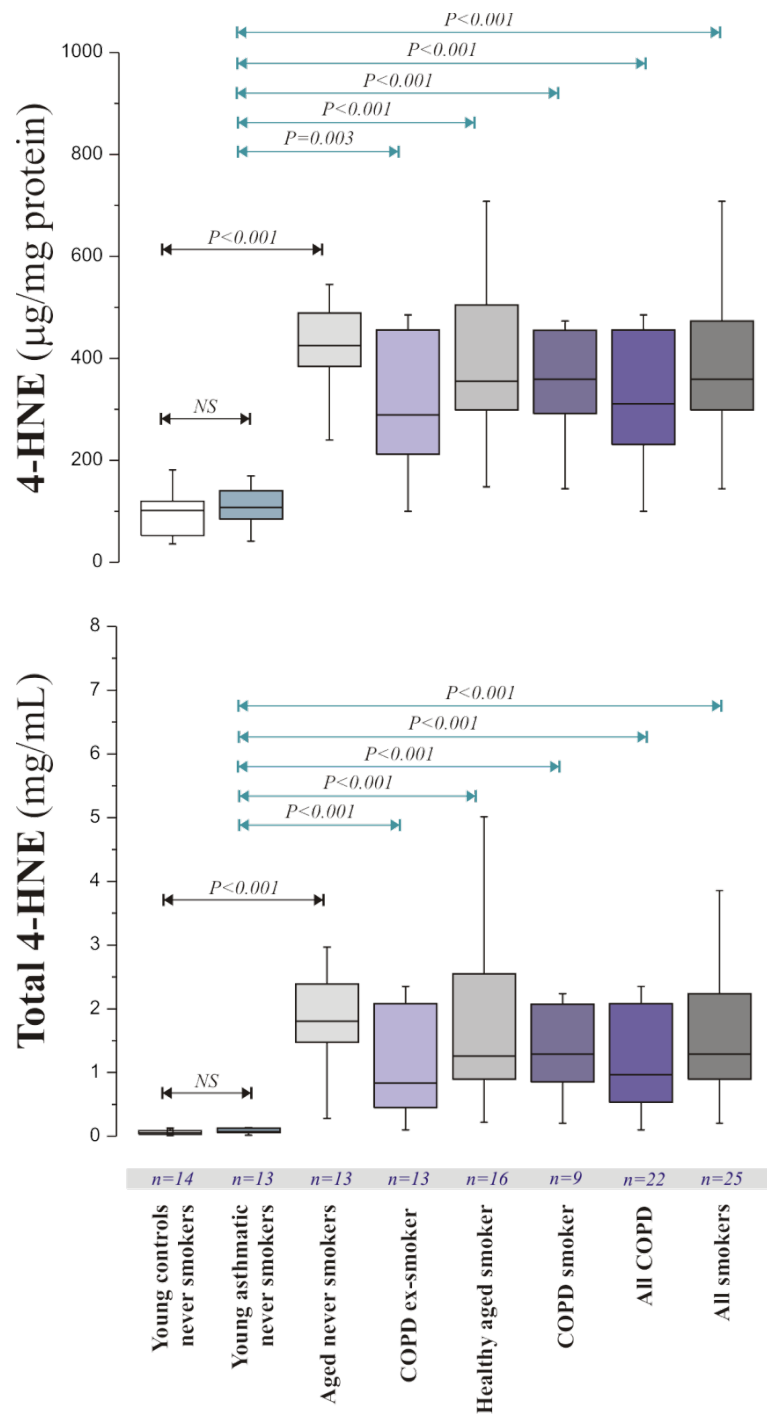 P<0.001
1000
P<0.001
P<0.001
P<0.001
800
P=0.003
P<0.001
600
400
NS
200
0
4-HNE (µg/mg protein)
8
7
P<0.001
P<0.001
6
P<0.001
P<0.001
5
P<0.001
4
P<0.001
3
2
NS
1
0
Total 4-HNE (mg/mL)
n=14 n=13 n=13 n=13 n=16 n=9 n=22 n=25
Young controls
never smokers
Young asthmatic
never smokers
Aged never smokers
COPD ex-smoker
Healthy aged smoker
COPD smoker
All COPD
All smokers